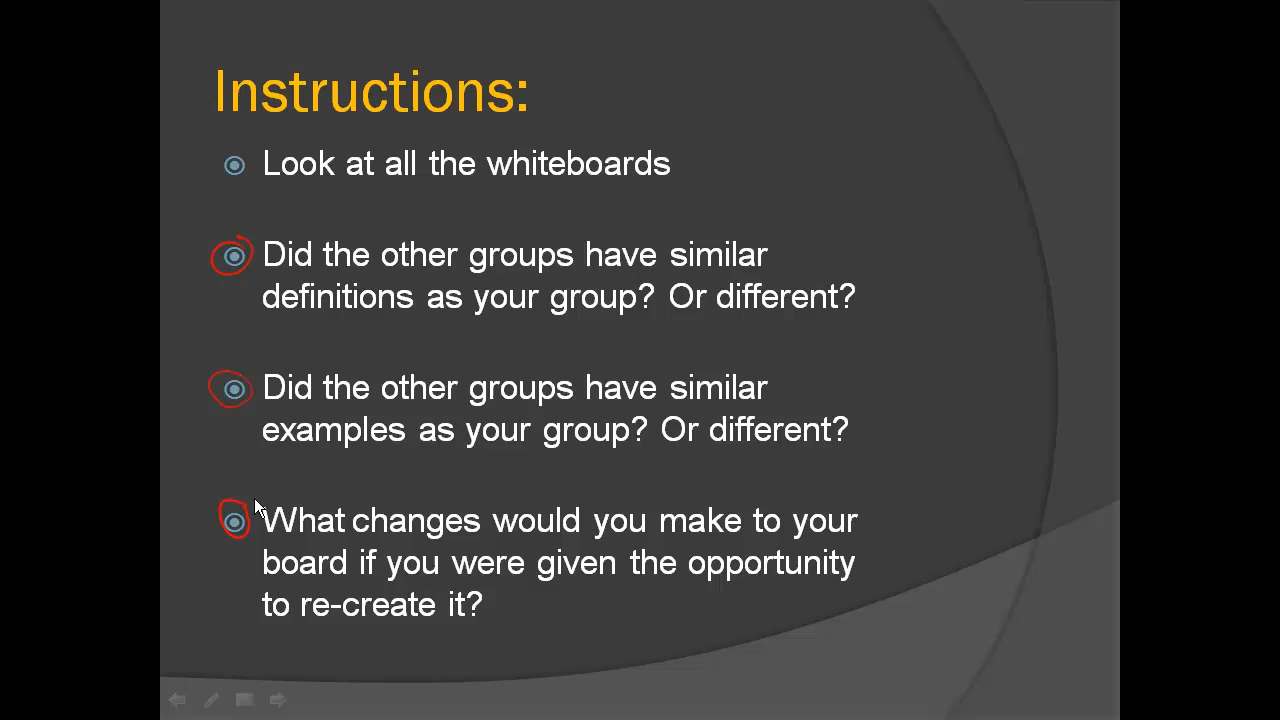 Instructions:
Look at all the whiteboards
Did the other groups have similar
definitions as your group? Or different?
Did the other groups have similar
examples as your group? Or different?
What changes would you make to your
board if you were given the opportunity
to re-create it?